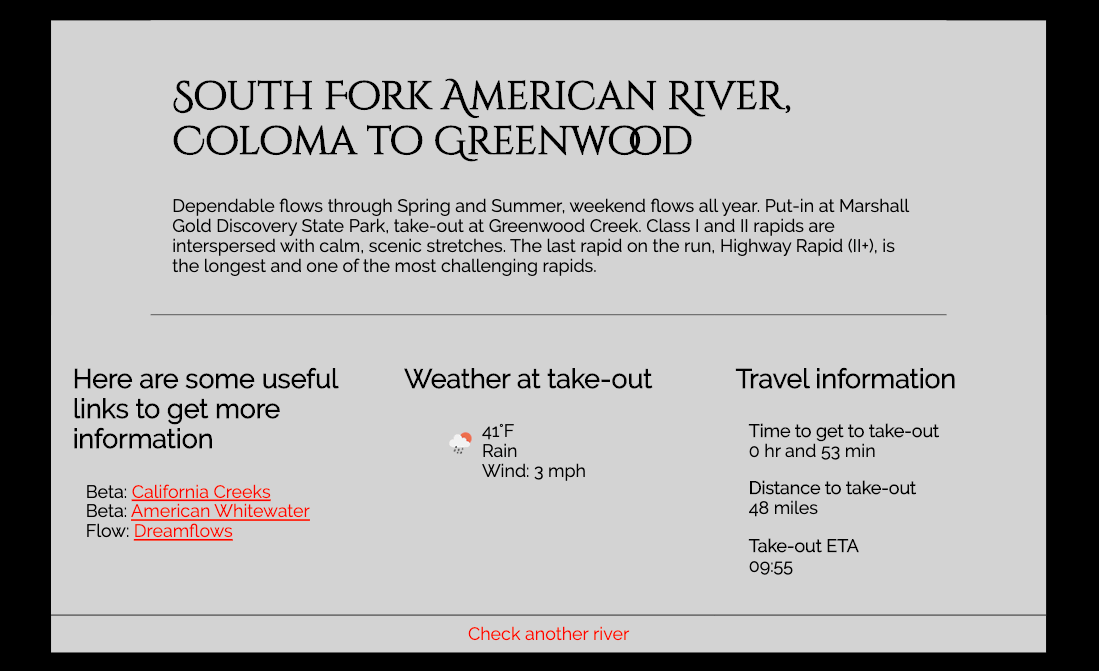 South Fork American River,
Coloma to Greenwood
Dependable flows through Spring and Summer, weekend flows all year. Put-in at Marshall
Gold Discovery State Park, take-out at Greenwood Creek. Class I and II rapids are
interspersed with calm, scenic stretches. The last rapid on the run, Highway Rapid (II+), is
the longest and one of the most challenging rapids.
Here are some useful
links to get more
information
Beta: California Creeks
Beta: American Whitewater
Flow: Dreamflows
Weather at take-out
41°F
Rain
Wind: 3 mph
Travel information
Time to get to take-out
0 hr and 53 min
Distance to take-out
48 miles
Take-out ETA
09:55
Check another river